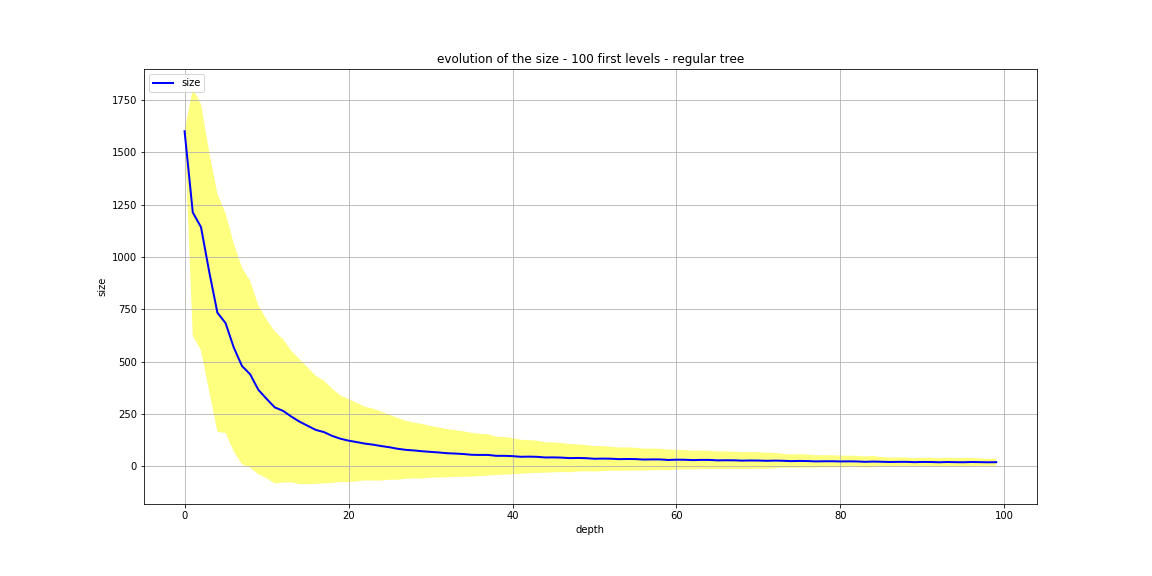 evolution of the size - 100 first levels - regular tree
size
1750
1500
1250
1000
750
500
250
0
size
0 20 40 60 80 100
depth